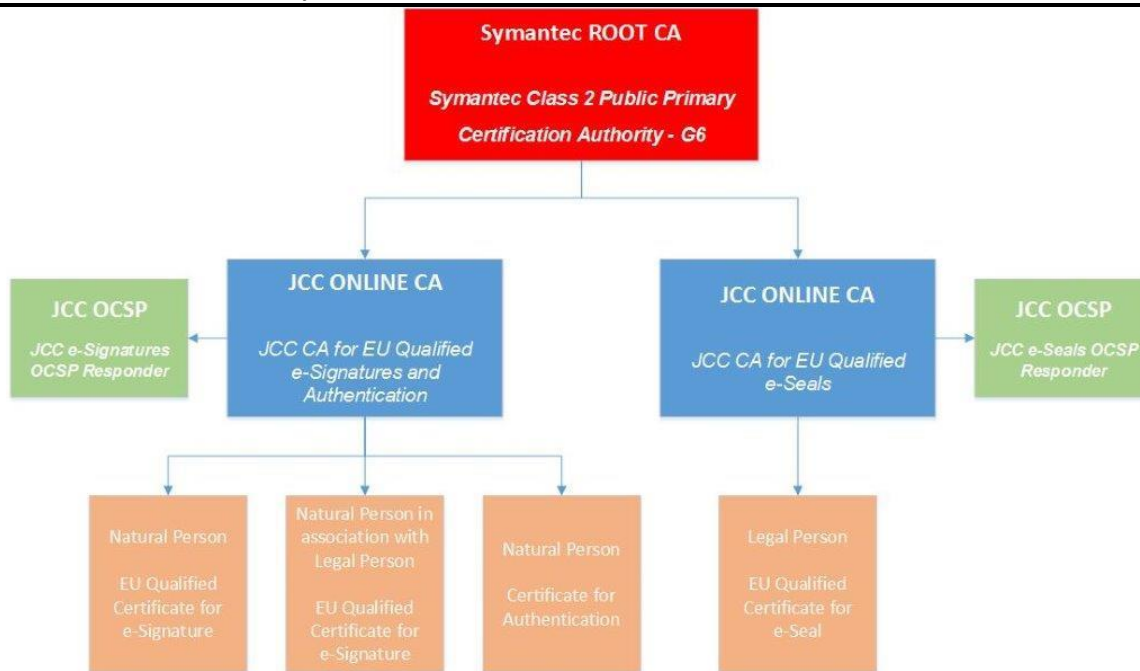 Symantec ROOT CA
Symantec Class 2 Public Primary
Certification Authority - G6
JCC OCSP
JCC e-Signatures
OCSP Responder
JCC ONLINE CA
JCC CA for EU Qualified
e-Signatures and
Authentication
JCC ONLINE CA
JCC CA for EU Qualified
e-Seals
JCC OCSP
JCC e-Seals OCSP
Responder
Natural Person
EU Qualified
Certificate for
e-Signature
Natural Person in
association with
Legal Person
EU Qualified
Certificate for
e-Signature
Natural Person
Certificate for
Authentication
Legal Person
EU Qualified
Certificate for
e-Seal